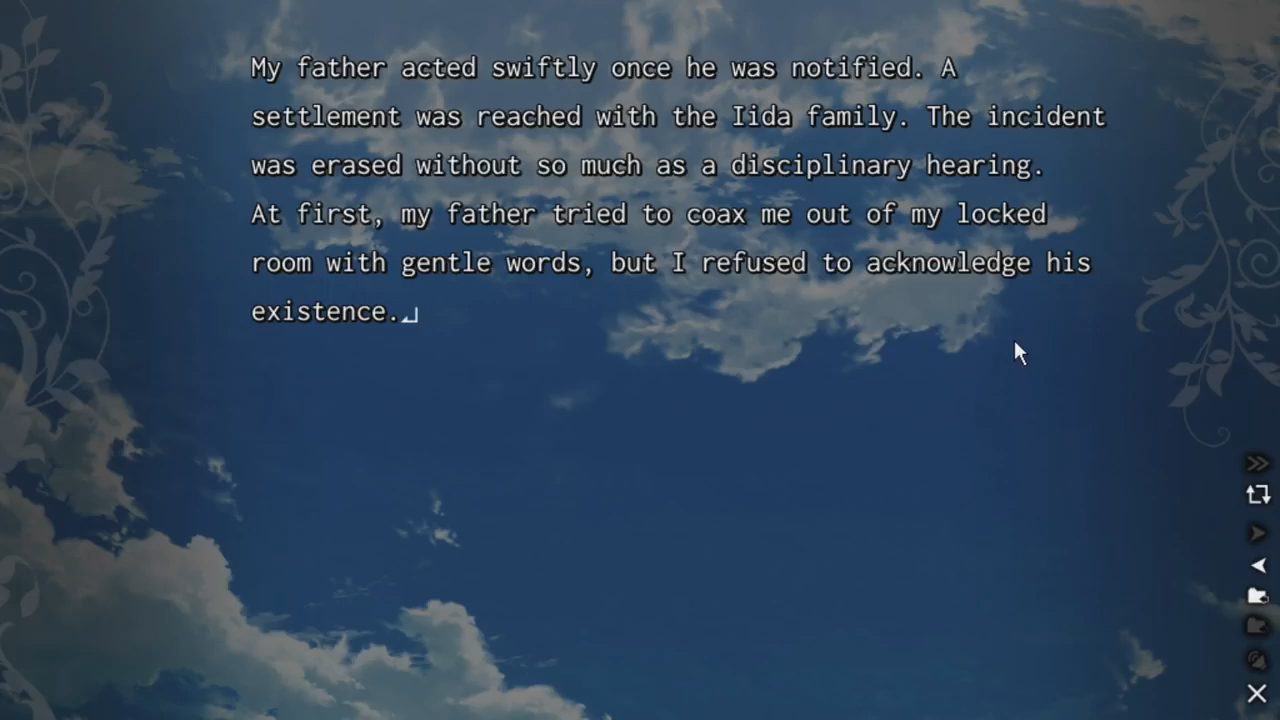 My father acted swiftly once he was notified. A
settlement was reached with the Iida family. The incident
was erased without so much as a disciplinary hearing.
At first, my father tried to coax me out of my locked
room with gentle words, but I refused to acknowledge his
existence.